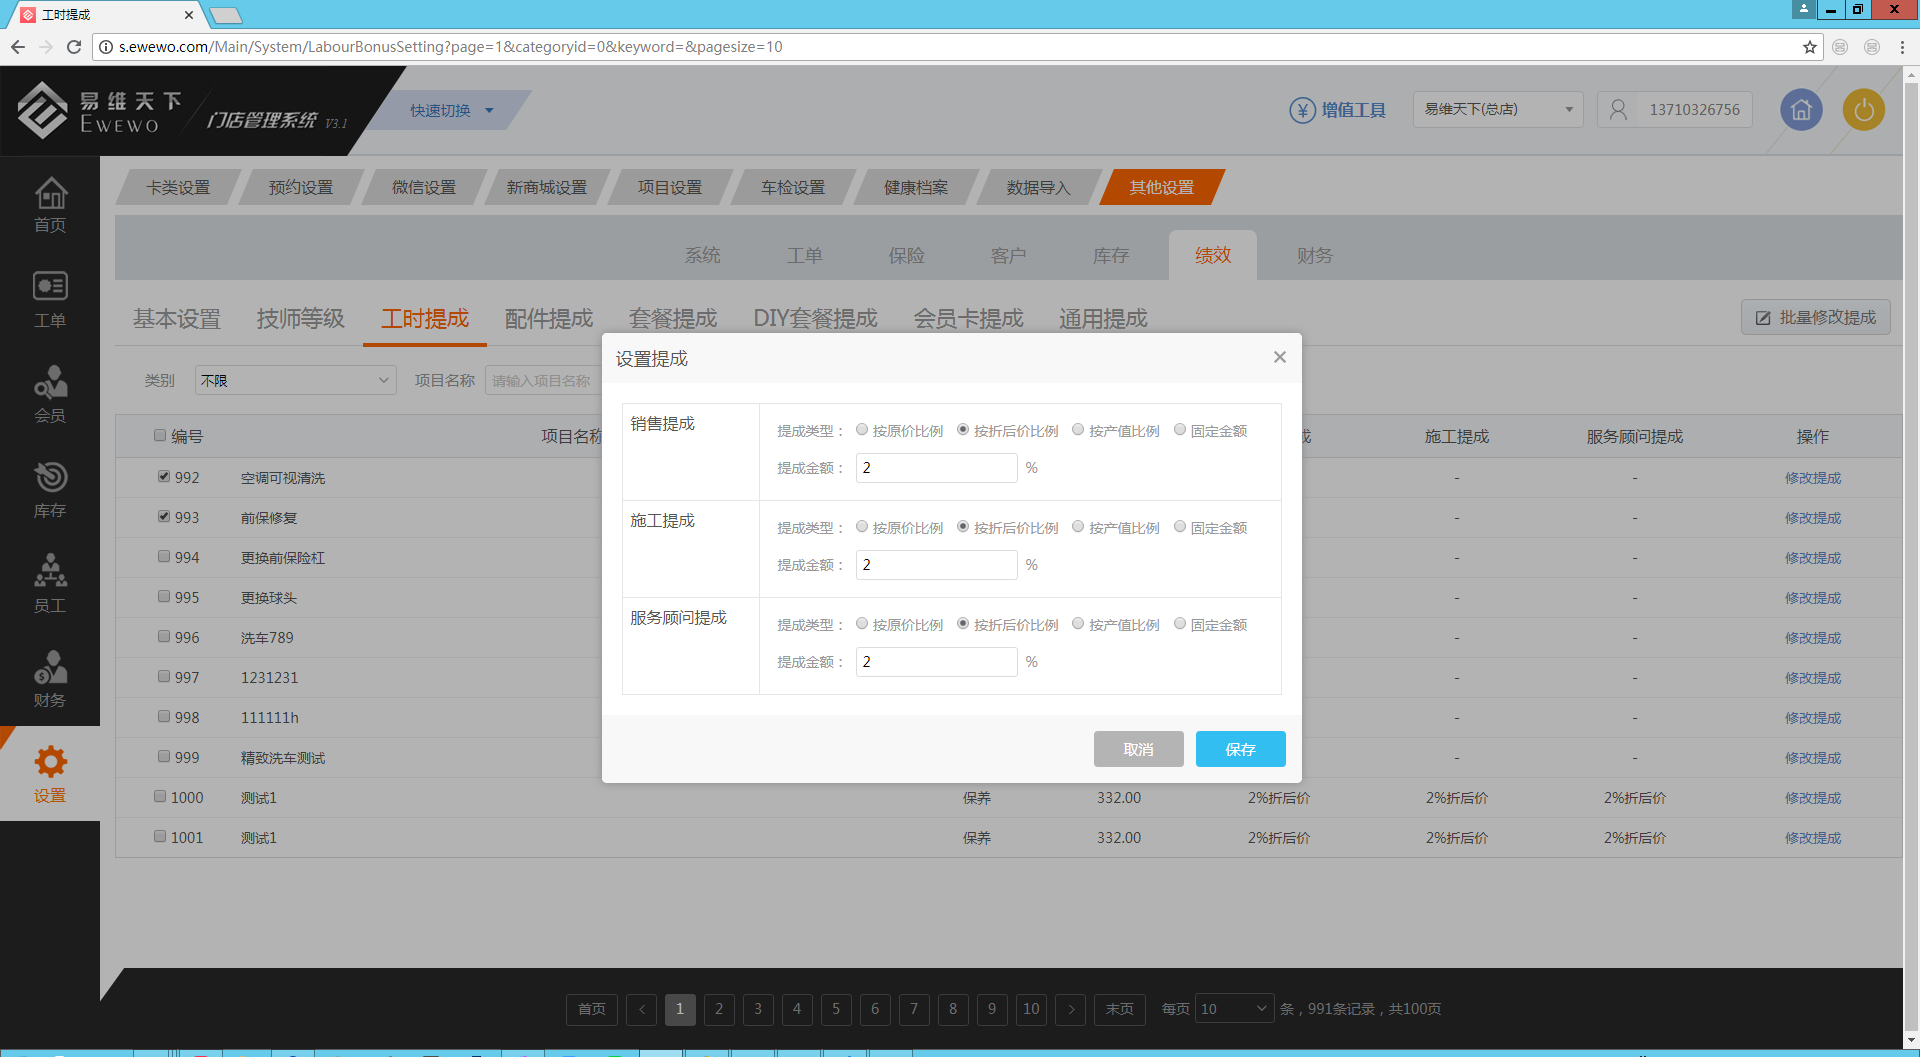 工时提成
s.ewewo.com/Main/System/LabourBonusSetting?page=1&categoryid=0&keyword=&pagesize=10
易维天下
EWEWO
门店管理系统 V3.1
快速切换
增值工具
易维天下(总店)
13710326756
首页
工单
会员
库存
员工
财务
设置
卡类设置 预约设置 微信设置 新商城设置 项目设置 车检设置 健康档案 数据导入 其他设置
系统 工单 保险 客户 库存 绩效 财务
基本设置 技师等级 工时提成 配件提成 套餐提成 DIY套餐提成 会员卡提成 通用提成
批量修改提成
类别 不限 项目名称 请输入项目名称
编号 项目名称 施工提成 服务顾问提成 操作
992 空调可视清洗 - - 修改提成
993 前保修复 - - 修改提成
994 更换前保险杠 - - 修改提成
995 更换球头 - - 修改提成
996 洗车789 - - 修改提成
997 1231231 - - 修改提成
998 111111h - - 修改提成
999 精致洗车测试 - - 修改提成
1000 测试1 保养 332.00 2%折后价 2%折后价 2%折后价 修改提成
1001 测试1 保养 332.00 2%折后价 2%折后价 2%折后价 修改提成
设置提成
销售提成
提成类型： 按原价比例 按折后价比例 按产值比例 固定金额
提成金额： 2 %
施工提成
提成类型： 按原价比例 按折后价比例 按产值比例 固定金额
提成金额： 2 %
服务顾问提成
提成类型： 按原价比例 按折后价比例 按产值比例 固定金额
提成金额： 2 %
取消 保存
首页 < 1 2 3 4 5 6 7 8 9 10 > 末页 每页 10 条，991条记录，共100页